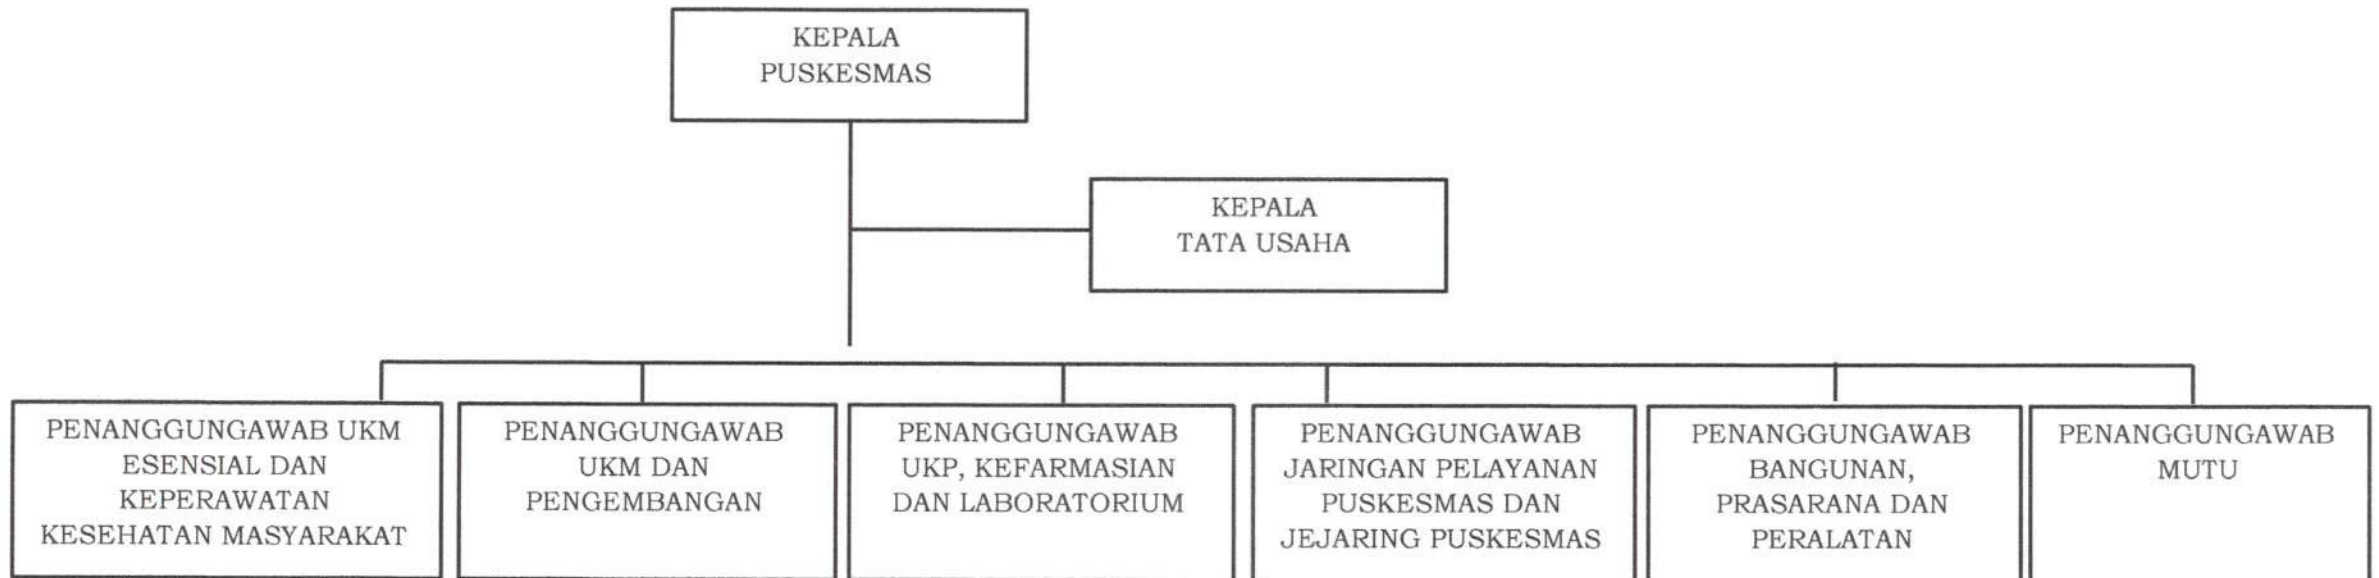 KEPALA
PUSKESMAS
KEPALA
TATA USAHA
PENANGGUNGAWAB UKM
ESENSIAL DAN
KEPERAWATAN
KESEHATAN MASYARAKAT
PENANGGUNGAWAB
UKM DAN
PENGEMBANGAN
PENANGGUNGAWAB
UKP, KEFARMASIAN
DAN LABORATORIUM
PENANGGUNGAWAB
JARINGAN PELAYANAN
PUSKESMAS DAN
JEJARING PUSKESMAS
PENANGGUNGAWAB
BANGUNAN,
PRASARANA DAN
PERALATAN
PENANGGUNGAWAB
MUTU